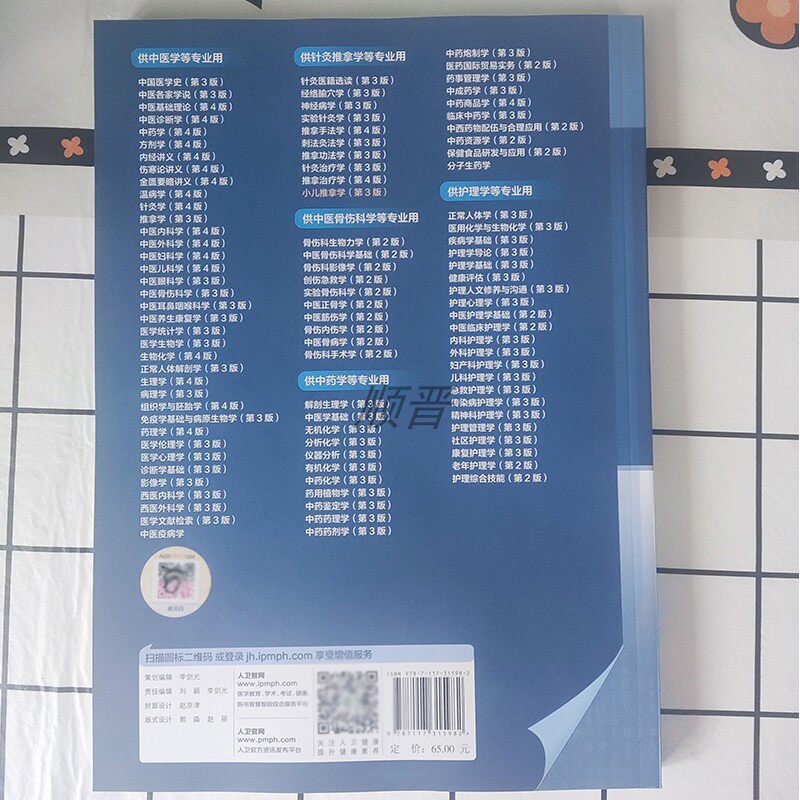 供中医学等专业用
中国医学史（第3版）
中医各家学说（第3版）
中医基础理论（第4版）
中医诊断学（第4版）
中药学（第4版）
方剂学（第4版）
内经讲义（第4版）
伤寒论讲义（第4版）
金匮要略讲义（第4版）
温病学（第4版）
针灸学（第4版）
推拿学（第3版）
中医内科学（第4版）
中医外科学（第4版）
中医妇科学（第4版）
中医儿科学（第4版）
中医眼科学（第3版）
中医骨伤科学（第3版）
中医耳鼻咽喉科学（第3版）
中医养生康复学（第3版）
医学统计学（第3版）
医学生物学（第3版）
生物化学（第4版）
正常人体解剖学（第3版）
生理学（第4版）
病理学（第3版）
组织学与胚胎学（第4版）
免疫学基础与病原生物学（第3版）
药理学（第4版）
医学伦理学（第3版）
医学心理学（第3版）
诊断学基础（第3版）
影像学（第3版）
西医内科学（第3版）
西医外科学（第3版）
医学文献检索（第3版）
中医疫病学
供针灸推拿学等专业用
针灸医籍选读（第3版）
经络腧穴学（第3版）
神经病学（第3版）
实验针灸学（第3版）
推拿手法学（第4版）
刺法灸法学（第3版）
推拿功法学（第3版）
针灸治疗学（第3版）
推拿治疗学（第4版）
小儿推拿学（第3版）
供中医骨伤科学等专业用
骨伤科生物力学（第2版）
中医骨伤科学基础（第2版）
骨伤科影像学（第2版）
创伤急救学（第2版）
实验骨伤科学（第2版）
中医正骨学（第2版）
中医筋伤学（第2版）
骨伤内伤学（第2版）
中医骨病学（第2版）
骨伤科手术学（第2版）
供中药学等专业用
解剖生理学（第3版）
中医学基础（第3版）
无机化学（第3版）
分析化学（第3版）
仪器分析（第3版）
有机化学（第3版）
中药化学（第3版）
药用植物学（第3版）
中药鉴定学（第3版）
中药药理学（第3版）
中药药剂学（第3版）
中药炮制学（第3版）
医药国际贸易实务（第2版）
药事管理学（第3版）
中成药学（第3版）
中药商品学（第4版）
临床中药学（第3版）
中西药物配伍与合理应用（第2版）
中药资源学（第2版）
保健食品研发与应用（第2版）
分子生药学
供护理学等专业用
正常人体学（第3版）
医用化学与生物化学（第3版）
疾病学基础（第3版）
护理学导论（第3版）
护理学基础（第3版）
健康评估（第3版）
护理人文修养与沟通（第3版）
护理心理学（第3版）
中医护理学基础（第2版）
中医临床护理学（第2版）
内科护理学（第3版）
外科护理学（第3版）
妇产科护理学（第3版）
儿科护理学（第3版）
急救护理学（第3版）
传染病护理学（第3版）
精神科护理学（第3版）
护理管理学（第3版）
社区护理学（第3版）
康复护理学（第3版）
老年护理学（第2版）
护理综合技能（第2版）
顺晋
激活码
扫描圆标二维码 或登录 jh.ipmph.com 享受增值服务
策划编辑 李剑光
责任编辑 刘 颖 李剑光
封面设计 赵京津
版式设计 郭 淼 赵 丽
人卫智网
www.ipmph.com
医学教育、学术、考试、健康，
购书智慧智能综合服务平台
人卫官网
www.pmph.com
人卫官方资讯发布平台
关注人卫健康
提升健康素养
ISBN 978-7-117-31598-2
9 787117 315982 >
定 价：65.00 元